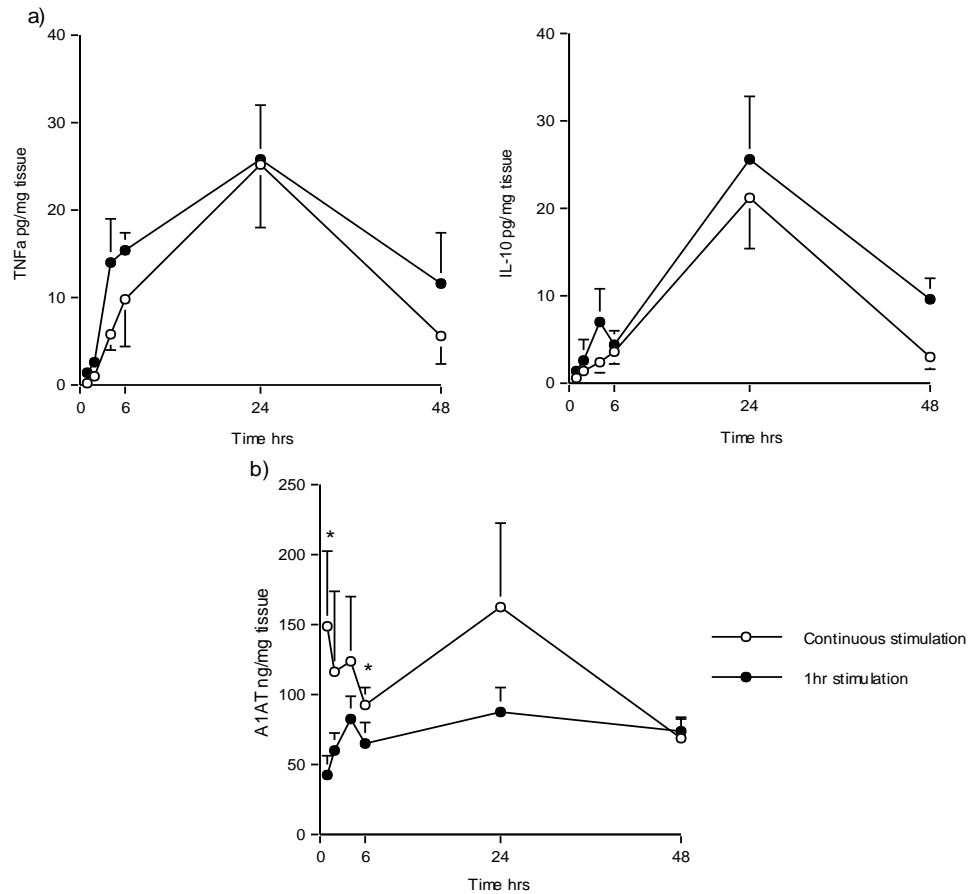 a)
40
30
20
10
0
TNFa pg/mg tissue
0 6 24 48
Time hrs
40
30
20
10
0
IL-10 pg/mg tissue
0 6 24 48
Time hrs
b)
250
200
150
100
50
0
A1AT ng/mg tissue
*
*
0 6 24 48
Time hrs
Continuous stimulation
1hr stimulation